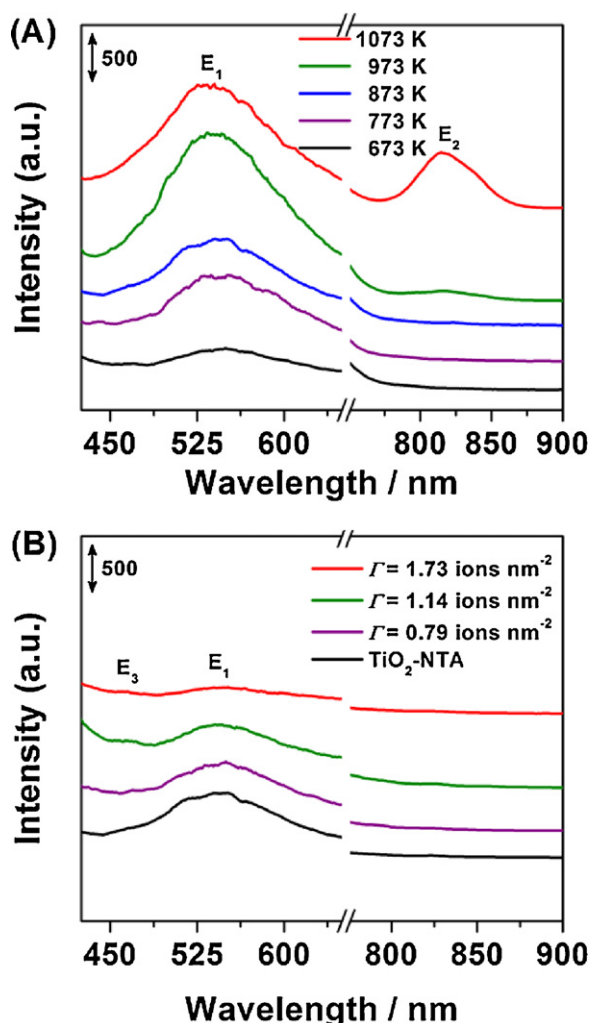 (A)
500
E₁
1073 K
973 K
873 K
773 K
673 K
E₂
Intensity (a.u.)
450 525 600 800 850 900
Wavelength / nm
(B)
500
Γ = 1.73 ions nm⁻²
Γ = 1.14 ions nm⁻²
Γ = 0.79 ions nm⁻²
TiO₂-NTA
E₃ E₁
Intensity (a.u.)
450 525 600 800 850 900
Wavelength / nm